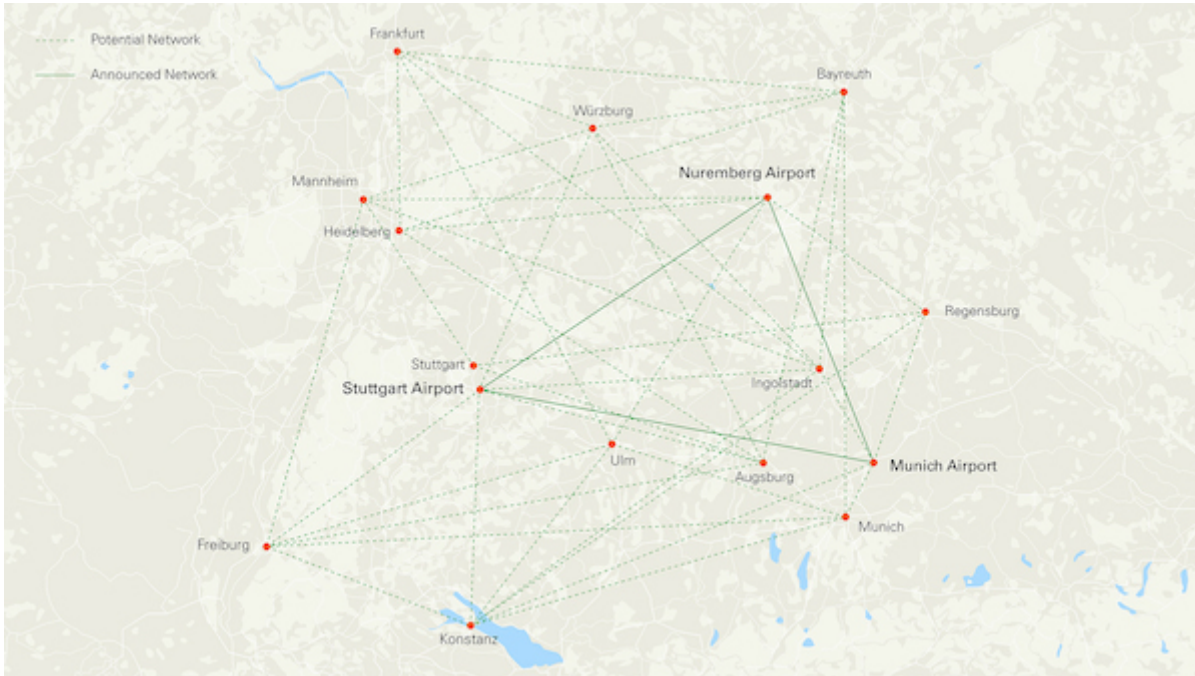 Frankfurt
Potential Network
Announced Network
Bayreuth
Würzburg
Nuremberg Airport
Mannheim
Heidelberg
Regensburg
Stuttgart
Stuttgart Airport
Ingolstadt
Ulm
Augsburg
Munich Airport
Munich
Freiburg
Konstanz